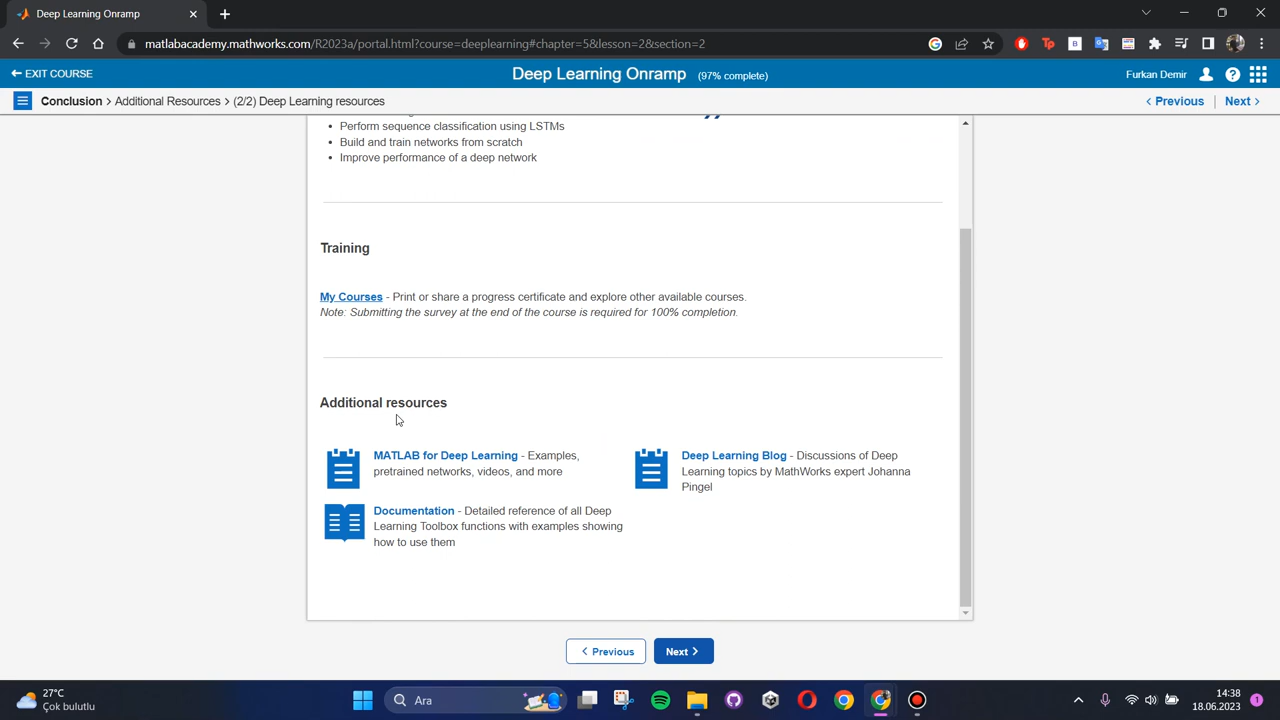 Deep Learning Onramp
matlabacademy.mathworks.com/R2023a/portal.html?course=deeplearning#chapter=5&lesson=2&section=2
EXIT COURSE
Deep Learning Onramp (97% complete)
Furkan Demir
Conclusion > Additional Resources > (2/2) Deep Learning resources
Previous
Next
• Perform sequence classification using LSTMs
• Build and train networks from scratch
• Improve performance of a deep network
Training
My Courses - Print or share a progress certificate and explore other available courses.
Note: Submitting the survey at the end of the course is required for 100% completion.
Additional resources
MATLAB for Deep Learning - Examples,
pretrained networks, videos, and more
Deep Learning Blog - Discussions of Deep
Learning topics by MathWorks expert Johanna
Pingel
Documentation - Detailed reference of all Deep
Learning Toolbox functions with examples showing
how to use them
Previous
Next
27°C
Çok bulutlu
Ara
14:38
18.06.2023
1